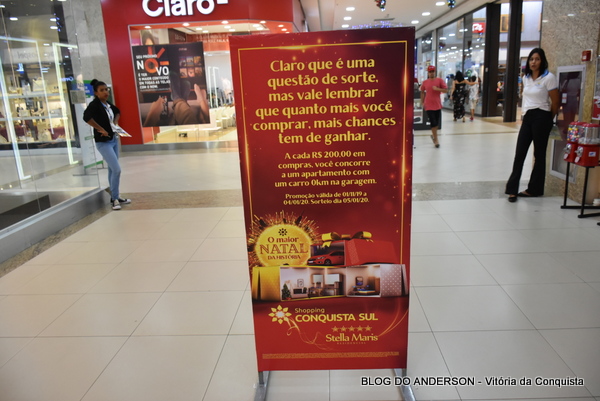 Claro-
NO
VO
Claro que é uma
questão de sorte,
mas vale lembrar
que quanto mais você
comprar, mais chances
tem de ganhar.
A cada R$ 200,00 em
compras, você concorre
a um apartamento com
um carro 0km na garagem.
Promoção válida de 01/11/19 a
04/01/20. Sorteio dia 05/01/20.
O maior
NATAL
DA HISTÓRIA
Shopping
CONQUISTA SUL
Stella Maris
RESIDENCIAL
BLOG DO ANDERSON - Vitória da Conquista